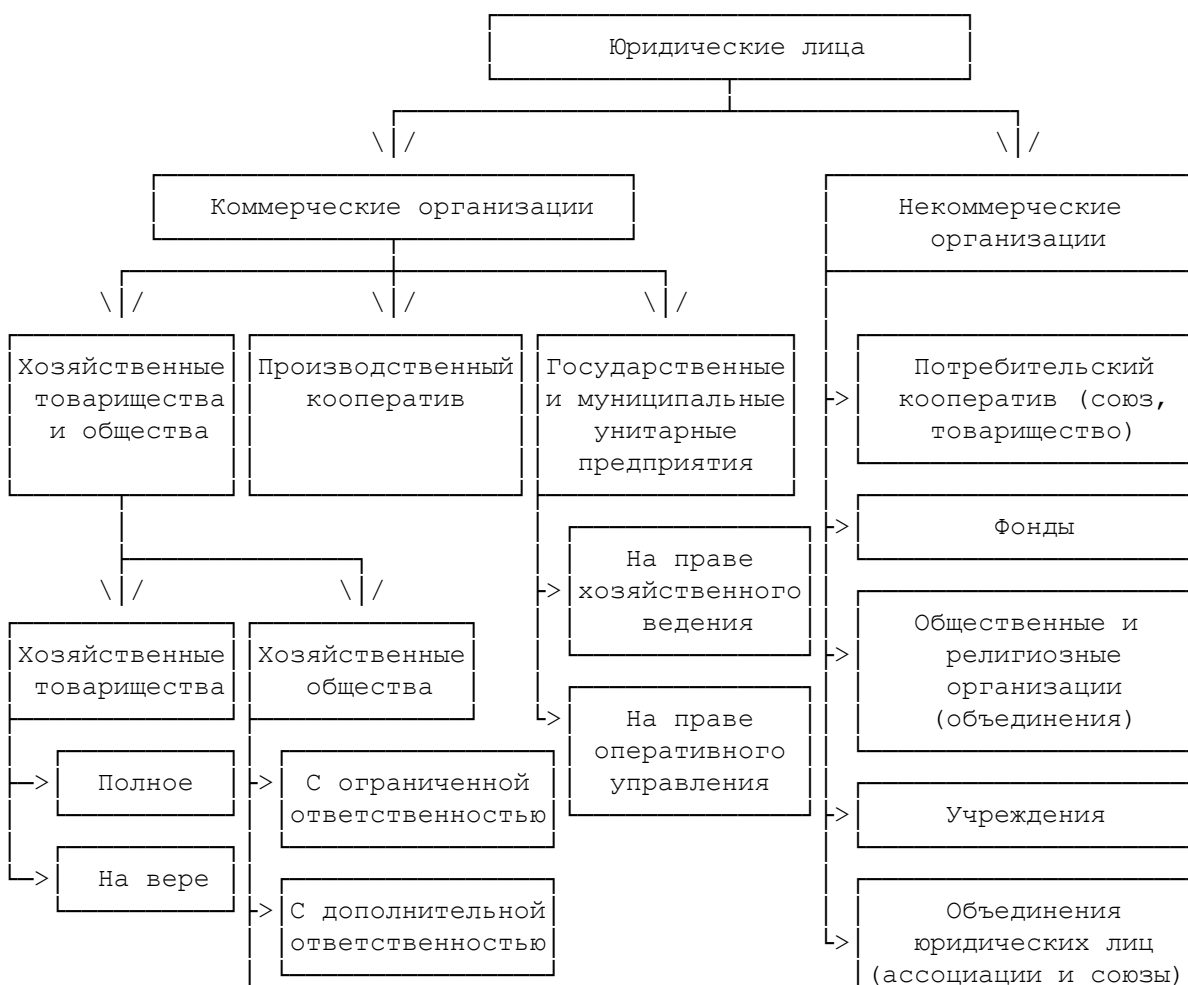 Юридические лица
Коммерческие организации
Некоммерческие
организации
Хозяйственные
товарищества
и общества
Производственный
кооператив
Государственные
и муниципальные
унитарные
предприятия
Потребительский
кооператив (союз,
товарищество)
Фонды
На праве
хозяйственного
ведения
Хозяйственные
товарищества
Хозяйственные
общества
Общественные и
религиозные
организации
(объединения)
На праве
оперативного
управления
Полное
С ограниченной
ответственностью
Учреждения
На вере
С дополнительной
ответственностью
Объединения
юридических лиц
(ассоциации и союзы)